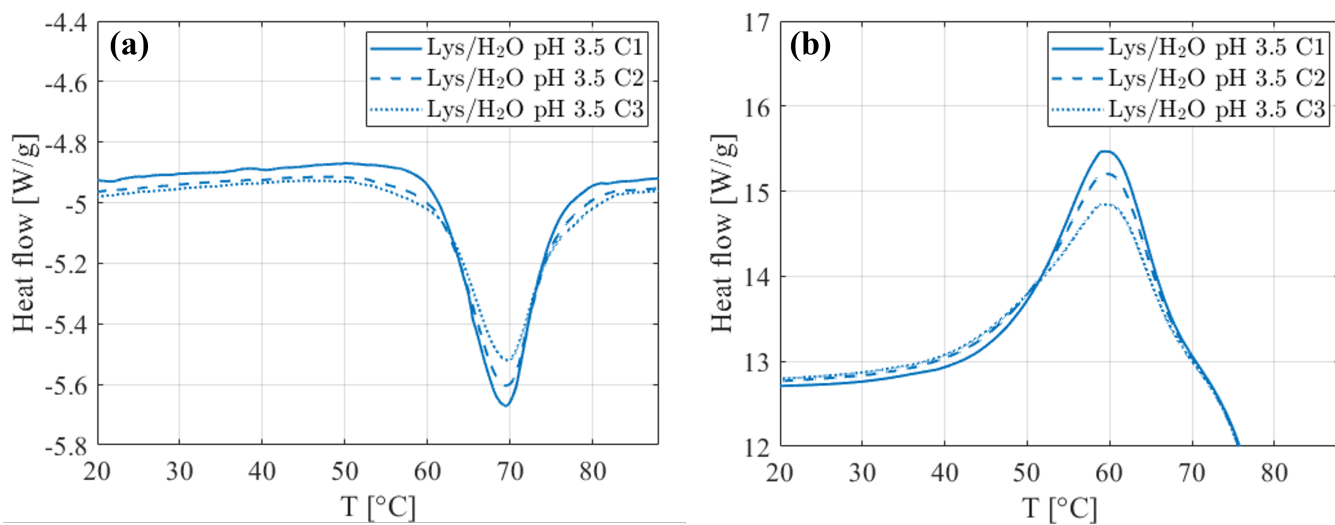 (a)
Lys/H₂O pH 3.5 C1
Lys/H₂O pH 3.5 C2
Lys/H₂O pH 3.5 C3
Heat flow [W/g]
-4.4
-4.6
-4.8
-5
-5.2
-5.4
-5.6
-5.8
20 30 40 50 60 70 80
T [°C]
(b)
Lys/H₂O pH 3.5 C1
Lys/H₂O pH 3.5 C2
Lys/H₂O pH 3.5 C3
Heat flow [W/g]
17
16
15
14
13
12
20 30 40 50 60 70 80
T [°C]